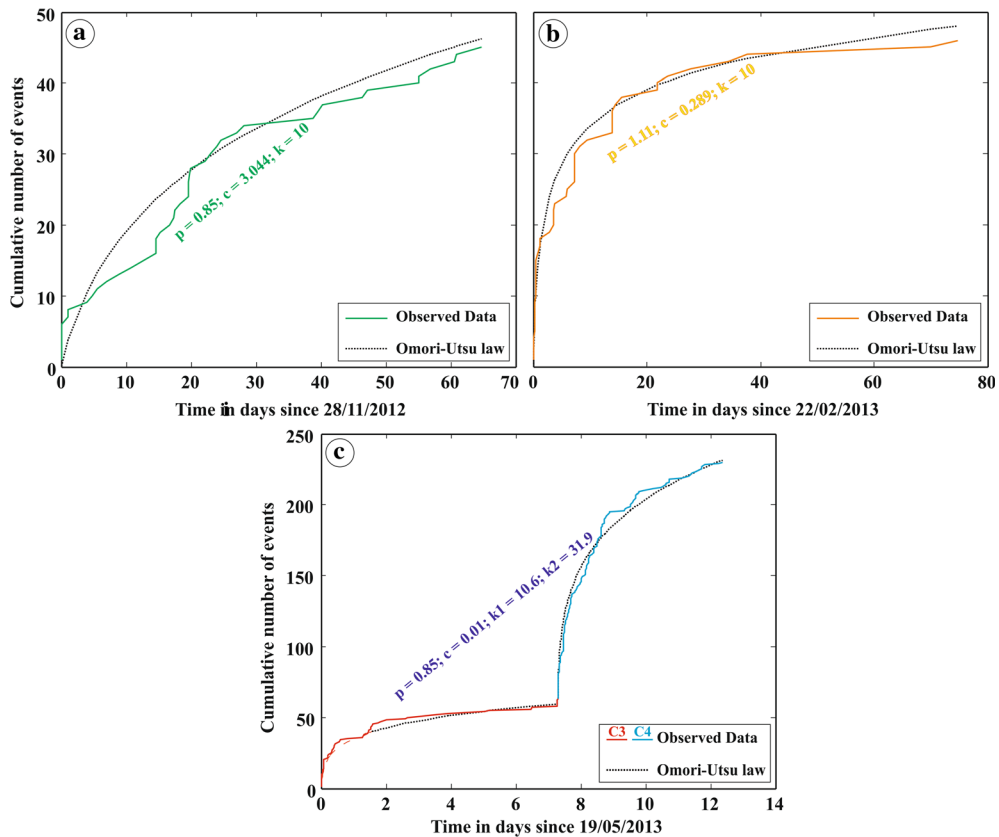 a
50
40
30
20
10
0
Cumulative number of events
p = 0.85; c = 3.044; k = 10
Observed Data
Omori-Utsu law
0 10 20 30 40 50 60 70
Time in days since 28/11/2012
b
p = 1.11; c = 0.289; k = 10
Observed Data
Omori-Utsu law
0 20 40 60 80
Time in days since 22/02/2013
c
250
200
150
100
50
0
Cumulative number of events
p = 0.85; c = 0.01; k1 = 10.6; k2 = 31.9
C3 C4 Observed Data
Omori-Utsu law
0 2 4 6 8 10 12 14
Time in days since 19/05/2013